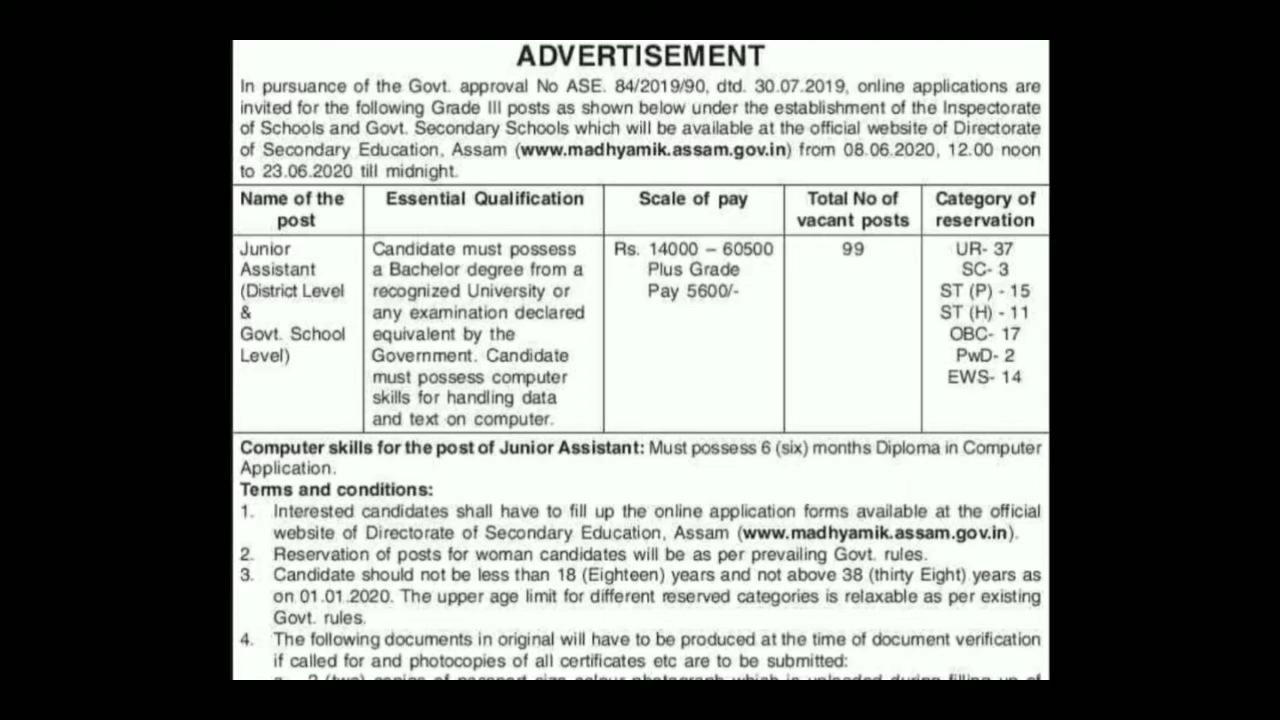 ADVERTISEMENT
In pursuance of the Govt. approval No ASE. 84/2019/90, dtd. 30.07.2019, online applications are
invited for the following Grade III posts as shown below under the establishment of the Inspectorate
of Schools and Govt. Secondary Schools which will be available at the official website of Directorate
of Secondary Education, Assam (www.madhyamik.assam.gov.in) from 08.06.2020, 12.00 noon
to 23.06.2020 till midnight.
Name of the post
Essential Qualification
Scale of pay
Total No of vacant posts
Category of reservation
Junior
Assistant
(District Level
&
Govt. School
Level)
Candidate must possess
a Bachelor degree from a
recognized University or
any examination declared
equivalent by the
Government. Candidate
must possess computer
skills for handling data
and text on computer.
Rs. 14000 – 60500
Plus Grade
Pay 5600/-
99
UR- 37
SC- 3
ST (P) - 15
ST (H) - 11
OBC- 17
PwD- 2
EWS- 14
Computer skills for the post of Junior Assistant: Must possess 6 (six) months Diploma in Computer
Application.
Terms and conditions:
1. Interested candidates shall have to fill up the online application forms available at the official
website of Directorate of Secondary Education, Assam (www.madhyamik.assam.gov.in).
2. Reservation of posts for woman candidates will be as per prevailing Govt. rules.
3. Candidate should not be less than 18 (Eighteen) years and not above 38 (thirty Eight) years as
on 01.01.2020. The upper age limit for different reserved categories is relaxable as per existing
Govt. rules.
4. The following documents in original will have to be produced at the time of document verification
if called for and photocopies of all certificates etc are to be submitted: